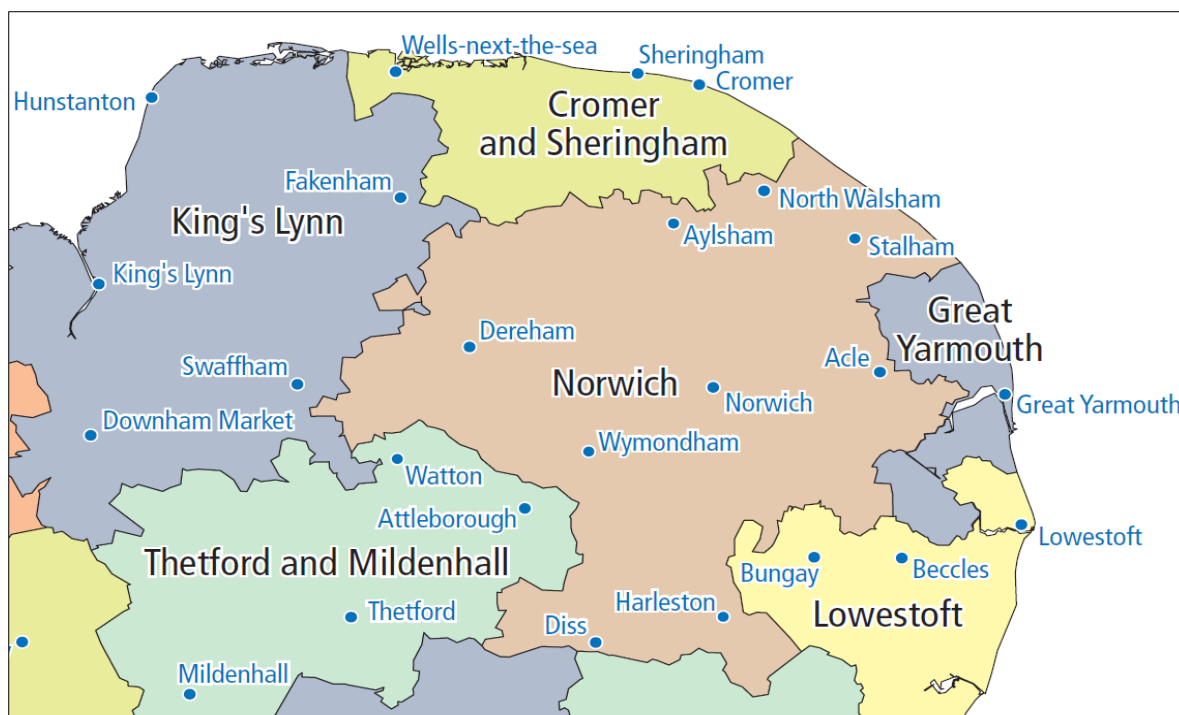 Wells-next-the-sea
Sheringham
Cromer
Hunstanton
Cromer
and Sheringham
Fakenham
North Walsham
King's Lynn
Aylsham
Stalham
King's Lynn
Great
Yarmouth
Dereham
Swaffham
Acle
Norwich
Norwich
Great Yarmouth
Downham Market
Wymondham
Watton
Attleborough
Lowestoft
Thetford and Mildenhall
Bungay
Beccles
Thetford
Harleston
Lowestoft
Diss
Mildenhall